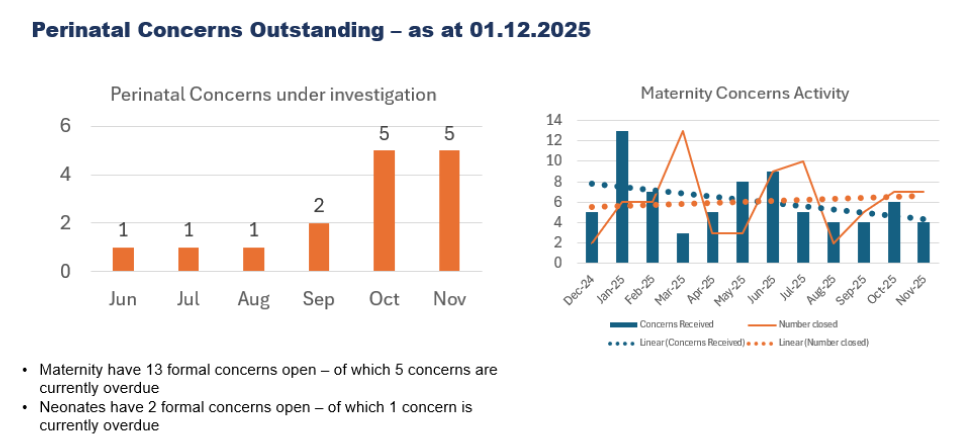 Perinatal Concerns Outstanding – as at 01.12.2025
Perinatal Concerns under investigation
6
4
2
0
1
1
1
2
5
5
Jun
Jul
Aug
Sep
Oct
Nov
Maternity Concerns Activity
14
12
10
8
6
4
2
0
Dec-24
Jan-25
Feb-25
Mar-25
Apr-25
May-25
Jun-25
Jul-25
Aug-25
Sep-25
Oct-25
Nov-25
Concerns Received
Number closed
Linear (Concerns Received)
Linear (Number closed)
• Maternity have 13 formal concerns open – of which 5 concerns are
currently overdue
• Neonates have 2 formal concerns open – of which 1 concern is
currently overdue